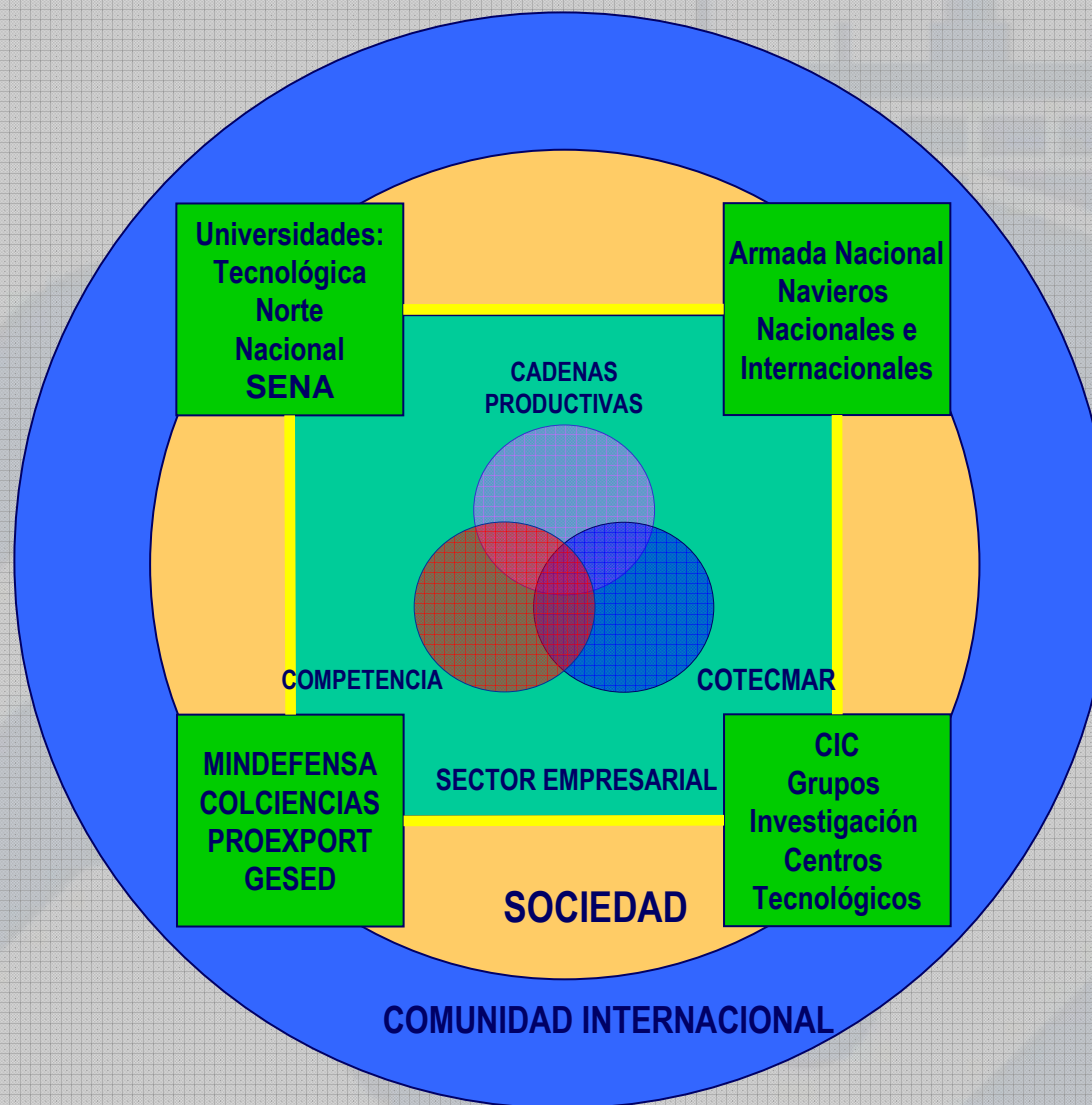 Universidades:
Tecnológica
Norte
Nacional
SENA
Armada Nacional
Navieros
Nacionales e
Internacionales
CADENAS
PRODUCTIVAS
COMPETENCIA
COTECMAR
SECTOR EMPRESARIAL
MINDEFENSA
COLCIENCIAS
PROEXPORT
GESED
CIC
Grupos
Investigación
Centros
Tecnológicos
SOCIEDAD
COMUNIDAD INTERNACIONAL